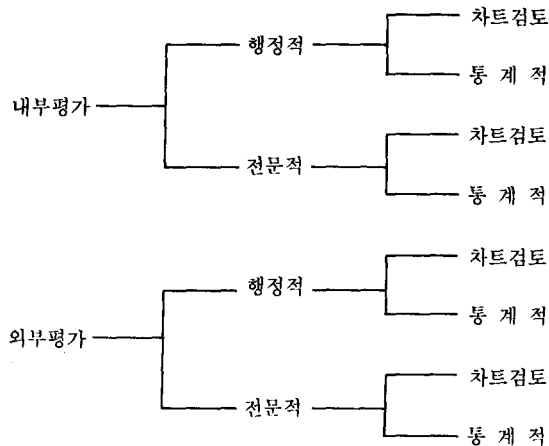 차트검토
행정적
통 계 적
내부평가
차트검토
전문적
통 계 적
차트검토
행정적
통 계 적
외부평가
차트검토
전문적
통 계 적